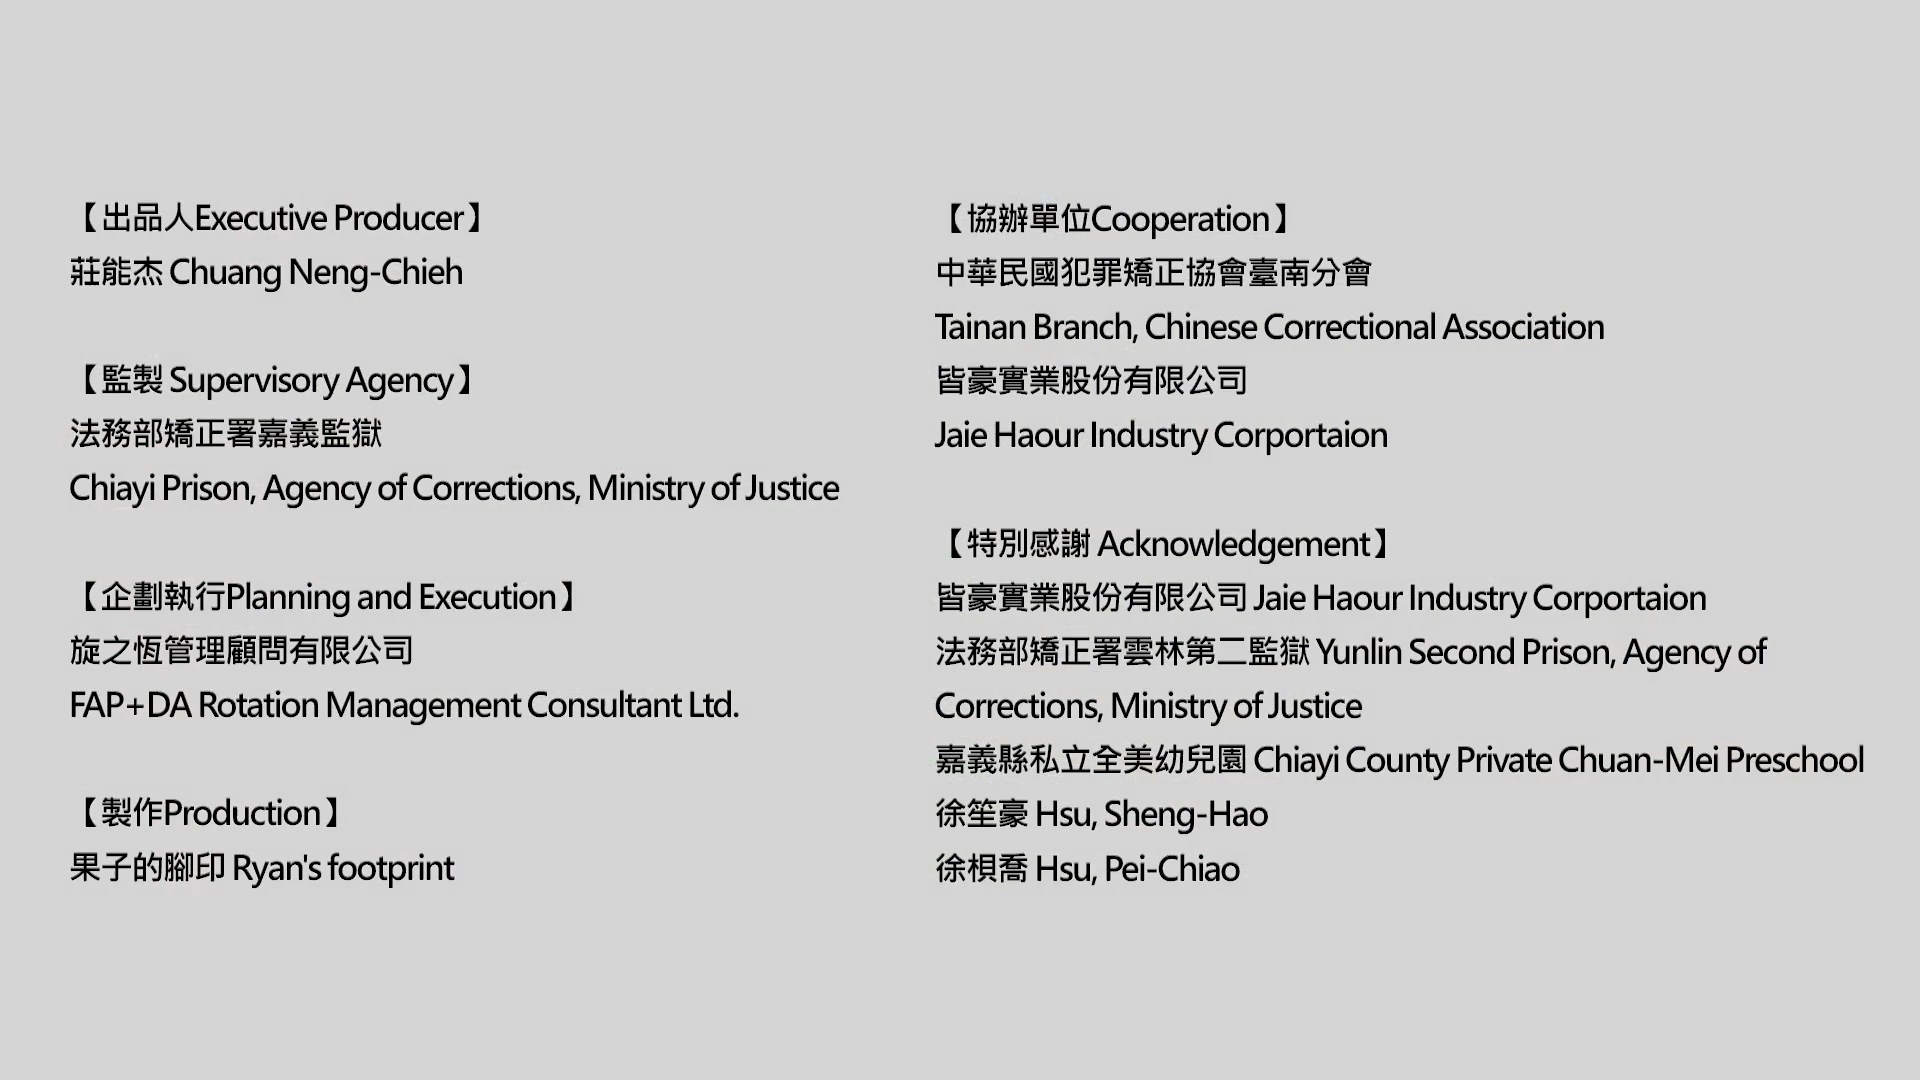 【出品人Executive Producer】
莊能杰 Chuang Neng-Chieh
【監製 Supervisory Agency】
法務部矯正署嘉義監獄
Chiayi Prison, Agency of Corrections, Ministry of Justice
【企劃執行Planning and Execution】
旋之恆管理顧問有限公司
FAP+DA Rotation Management Consultant Ltd.
【製作Production】
果子的腳印 Ryan's footprint
【協辦單位Cooperation】
中華民國犯罪矯正協會臺南分會
Tainan Branch, Chinese Correctional Association
皆豪實業股份有限公司
Jaie Haour Industry Corportaion
【特別感謝 Acknowledgement】
皆豪實業股份有限公司 Jaie Haour Industry Corportaion
法務部矯正署雲林第二監獄 Yunlin Second Prison, Agency of
Corrections, Ministry of Justice
嘉義縣私立全美幼兒園 Chiayi County Private Chuan-Mei Preschool
徐笙豪 Hsu, Sheng-Hao
徐梖喬 Hsu, Pei-Chiao